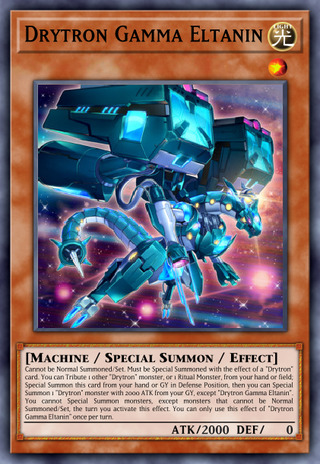 Drytron Gamma Eltanin
LIGHT
光
[Machine / Special Summon / Effect]
Cannot be Normal Summoned/Set. Must be Special Summoned with the effect of a "Drytron"
card. You can Tribute 1 other "Drytron" monster, or 1 Ritual Monster, from your hand or field;
Special Summon this card from your hand or GY in Defense Position, then you can Special
Summon 1 "Drytron" monster with 2000 ATK from your GY, except "Drytron Gamma Eltanin".
You cannot Special Summon monsters, except monsters that cannot be Normal
Summoned/Set, the turn you activate this effect. You can only use this effect of "Drytron
Gamma Eltanin" once per turn.
ATK/2000 DEF/ 0